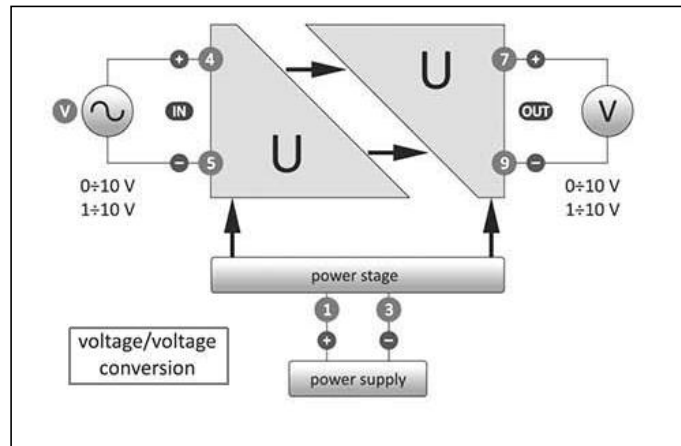 4
7
+
+
U
V
IN
OUT
V
U
−
5
9
−
0÷10 V
1÷10 V
0÷10 V
1÷10 V
power stage
1
3
+
−
voltage/voltage
conversion
power supply